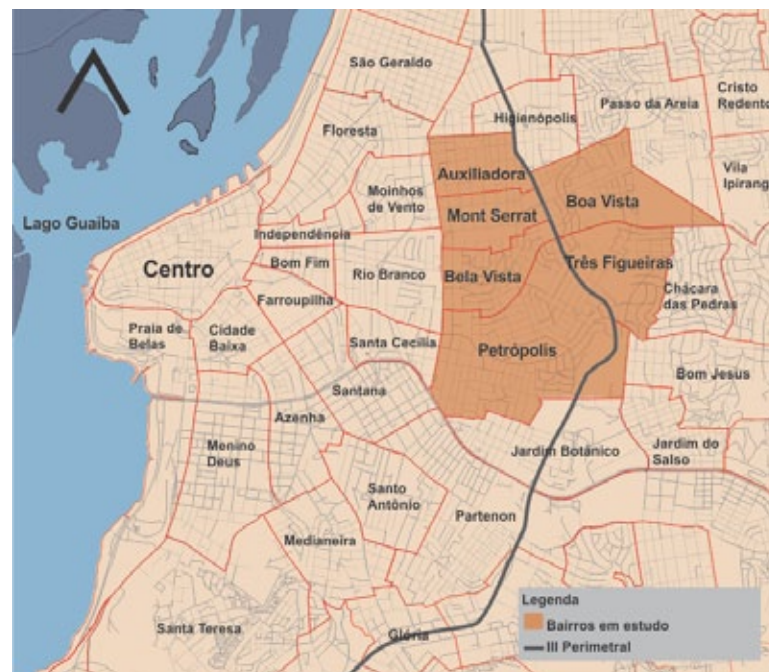 São Geraldo
Cristo
Redento
Passo da Areia
Higienópolis
Floresta
Auxiliadora
Vila
Ipirang
Moinhos
de Vento
Boa Vista
Mont Serrat
Lago Guaiba
Independência
Centro
Bom Fim
Rio Branco
Bela Vista
Três Figueiras
Chácara
das Pedras
Farroupilha
Praia de
Belas
Cidade
Baixa
Santa Cecilia
Petrópolis
Bom Jesus
Santana
Azenha
Menino
Deus
Jardim Botânico
Jardim do
Salso
Santo
Antônio
Partenon
Medianeira
Santa Teresa
Glória
Legenda
Bairros em estudo
III Perimetral